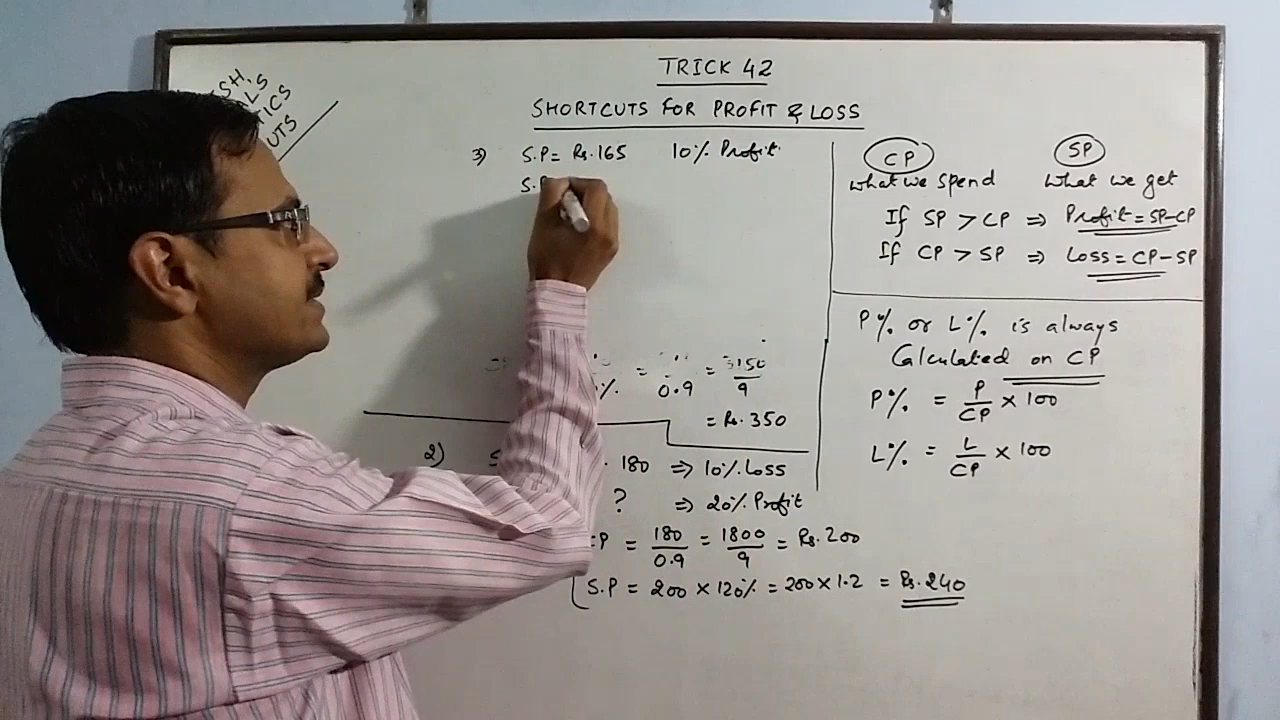 TRICK 42
SHORTCUTS FOR PROFIT & LOSS
3) S.P = Rs.165 10% Profit
S.P
= 0.9 = 3150/9
= Rs.350
2) 180 ⇒ 10% Loss
? ⇒ 20% Profit
CP = 180/0.9 = 1800/9 = Rs.200
S.P = 200 × 120% = 200 × 1.2 = Rs.240
CP SP
What we spend What we get
If SP > CP ⇒ Profit = SP-CP
If CP > SP ⇒ Loss = CP-SP
P% or L% is always
Calculated on CP
P% = P/CP × 100
L% = L/CP × 100